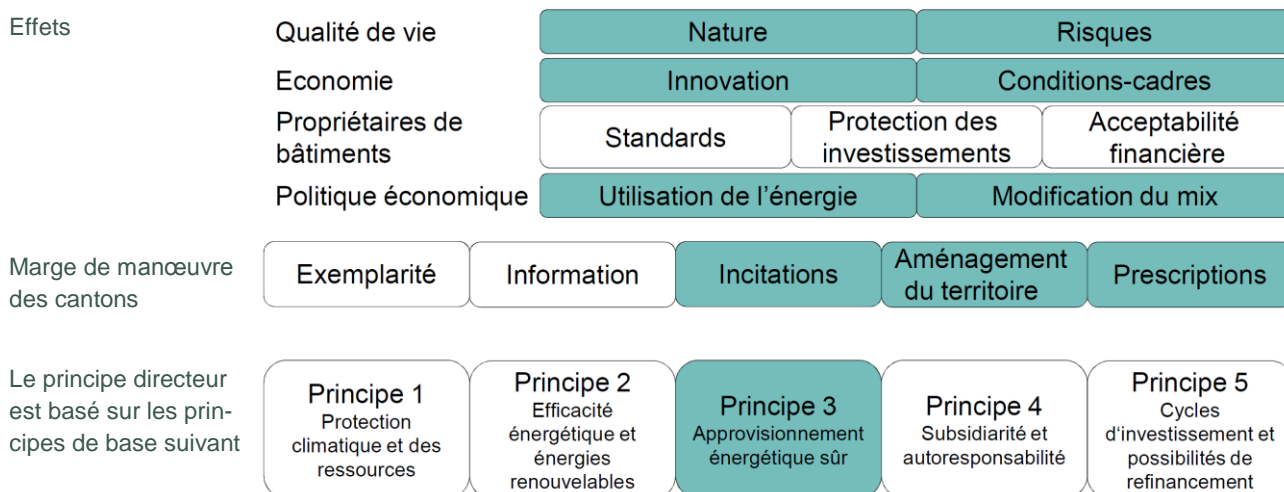 Effets
Qualité de vie
Nature
Risques
Economie
Innovation
Conditions-cadres
Propriétaires de
bâtiments
Standards
Protection des
investissements
Acceptabilité
financière
Politique économique
Utilisation de l'énergie
Modification du mix
Marge de manœuvre
des cantons
Exemplarité
Information
Incitations
Aménagement
du territoire
Prescriptions
Le principe directeur
est basé sur les prin-
cipes de base suivant
Principe 1
Protection
climatique et des
ressources
Principe 2
Efficacité
énergétique et
énergies
renouvelables
Principe 3
Approvisionnement
énergétique sûr
Principe 4
Subsidiarité et
autoresponsabilité
Principe 5
Cycles
d'investissement et
possibilités de
refinancement